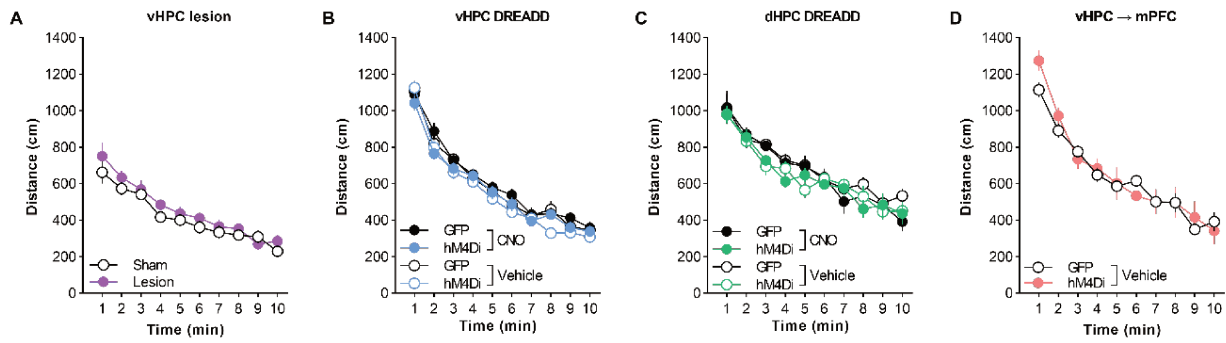 A
vHPC lesion
1400
1200
1000
800
600
400
200
0
Distance (cm)
Sham
Lesion
1 2 3 4 5 6 7 8 9 10
Time (min)
B
vHPC DREADD
1400
1200
1000
800
600
400
200
0
Distance (cm)
GFP
hM4Di
CNO
GFP
hM4Di
Vehicle
1 2 3 4 5 6 7 8 9 10
Time (min)
C
dHPC DREADD
1400
1200
1000
800
600
400
200
0
Distance (cm)
GFP
hM4Di
CNO
GFP
hM4Di
Vehicle
1 2 3 4 5 6 7 8 9 10
Time (min)
D
vHPC → mPFC
1400
1200
1000
800
600
400
200
0
Distance (cm)
GFP
hM4Di
Vehicle
1 2 3 4 5 6 7 8 9 10
Time (min)